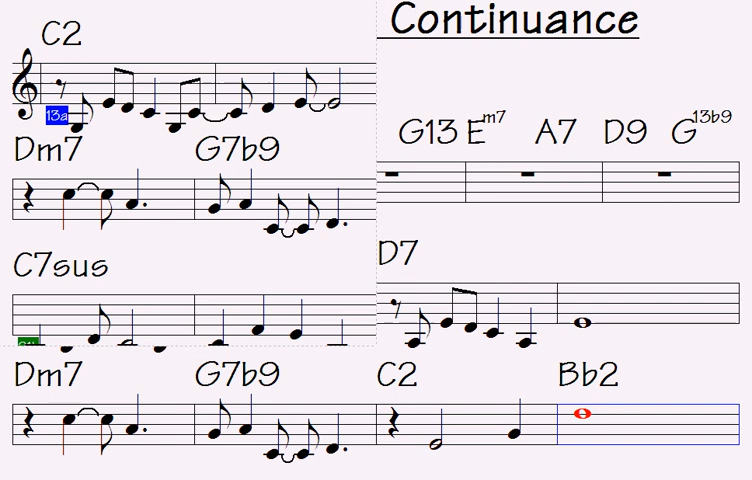 Continuance
C2
13a
G13 Em7 A7 D9 G13b9
Dm7 G7b9
C7sus
D7
Dm7 G7b9 C2 Bb2